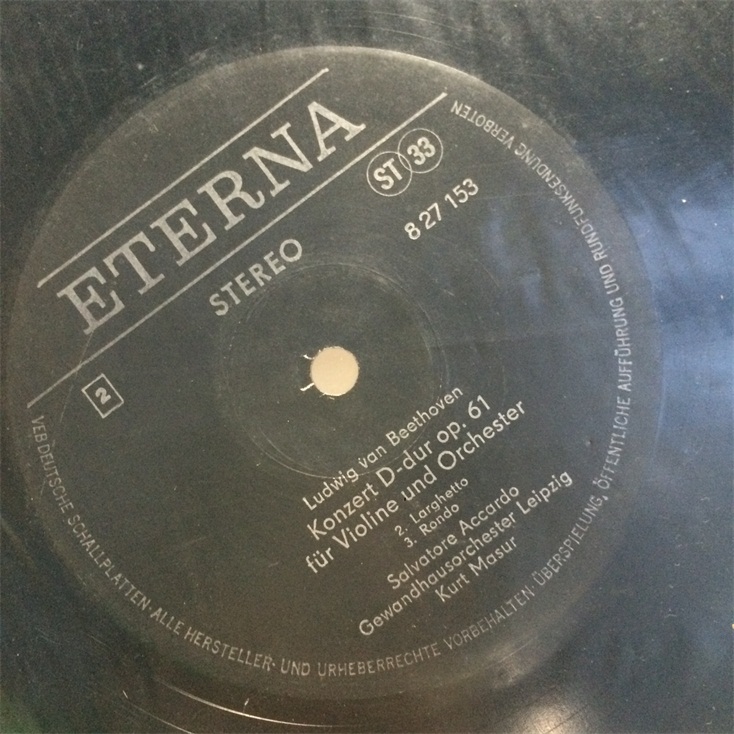 ETERNA
ST 33
8 27 153
STEREO
2
Ludwig van Beethoven
Konzert D-dur op. 61
für Violine und Orchester
2. Larghetto
3. Rondo
Salvatore Accardo
Gewandhausorchester Leipzig
Kurt Masur
VEB DEUTSCHE SCHALLPLATTEN · ALLE HERSTELLER- UND URHEBERRECHTE VORBEHALTEN · ÜBERSPIELUNG, ÖFFENTLICHE AUFFÜHRUNG UND RUNDFUNKSENDUNG VERBOTEN